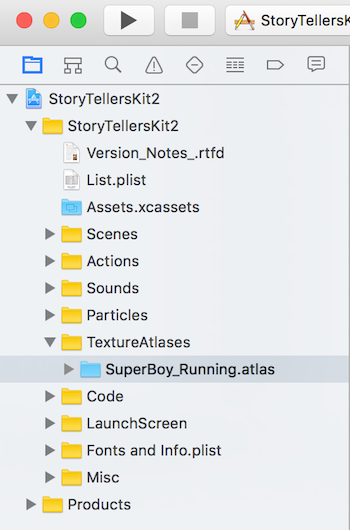 StoryTellersK
StoryTellersKit2
StoryTellersKit2
Version_Notes_.rtfd
List.plist
Assets.xcassets
Scenes
Actions
Sounds
Particles
TextureAtlases
SuperBoy_Running.atlas
Code
LaunchScreen
Fonts and Info.plist
Misc
Products